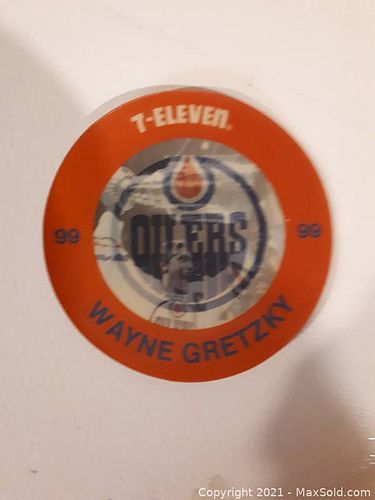 7-ELEVEn.
99
OILERS
99
WAYNE GRETZKY
Copyright 2021 - MaxSold.com